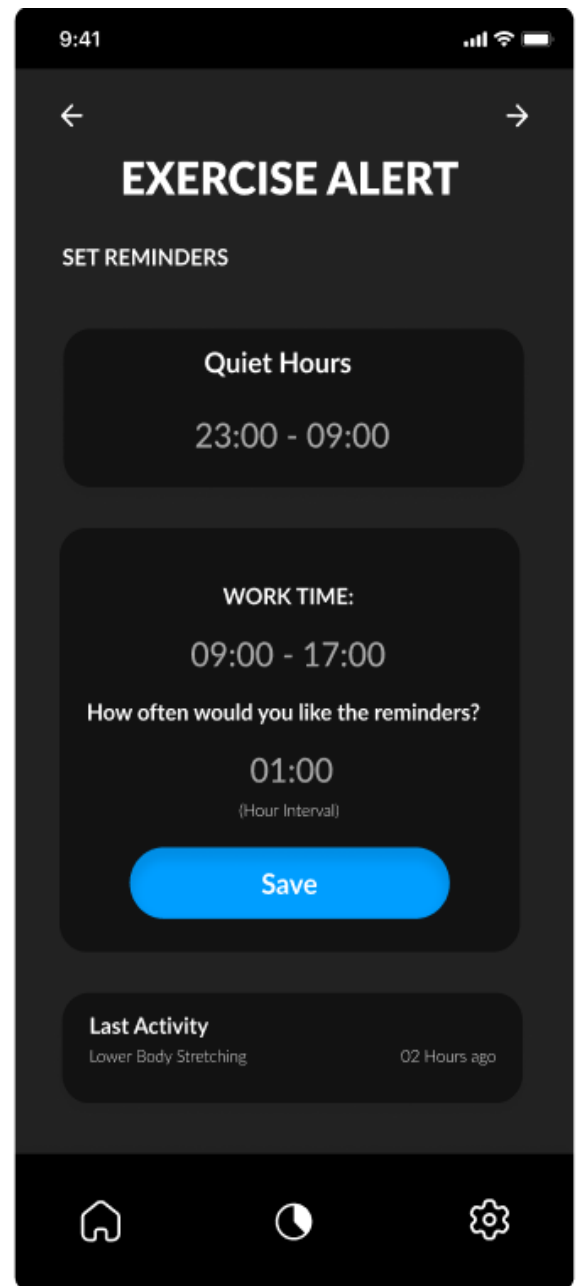 9:41
EXERCISE ALERT
SET REMINDERS
Quiet Hours
23:00 - 09:00
WORK TIME:
09:00 - 17:00
How often would you like the reminders?
01:00
(Hour Interval)
Save
Last Activity
Lower Body Stretching 02 Hours ago